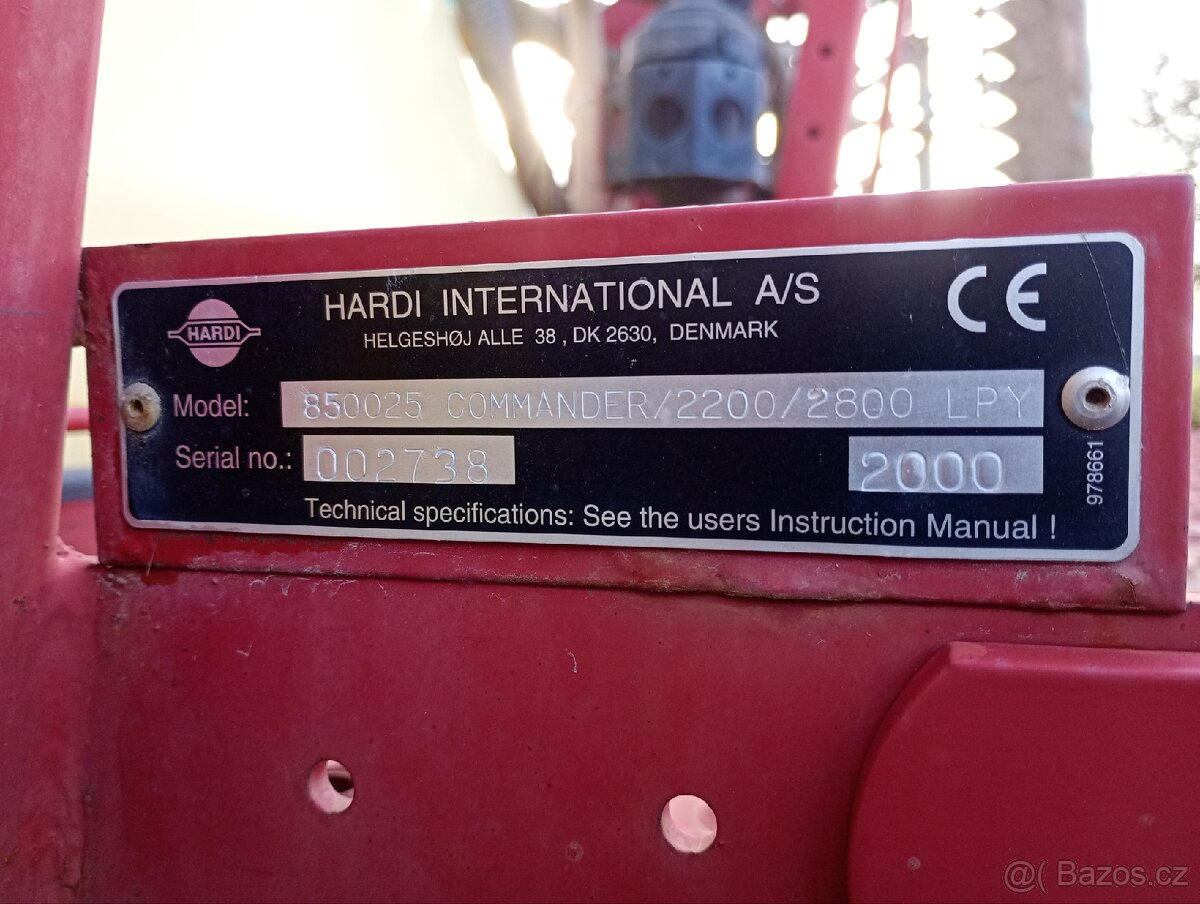 HARDI INTERNATIONAL A/S
HELGESHØJ ALLE 38 , DK 2630, DENMARK
CE
HARDI
Model: 850025 COMMANDER/2200/2800 LPY
Serial no.: 002738 2000
978661
Technical specifications: See the users Instruction Manual !
@( Bazos.cz